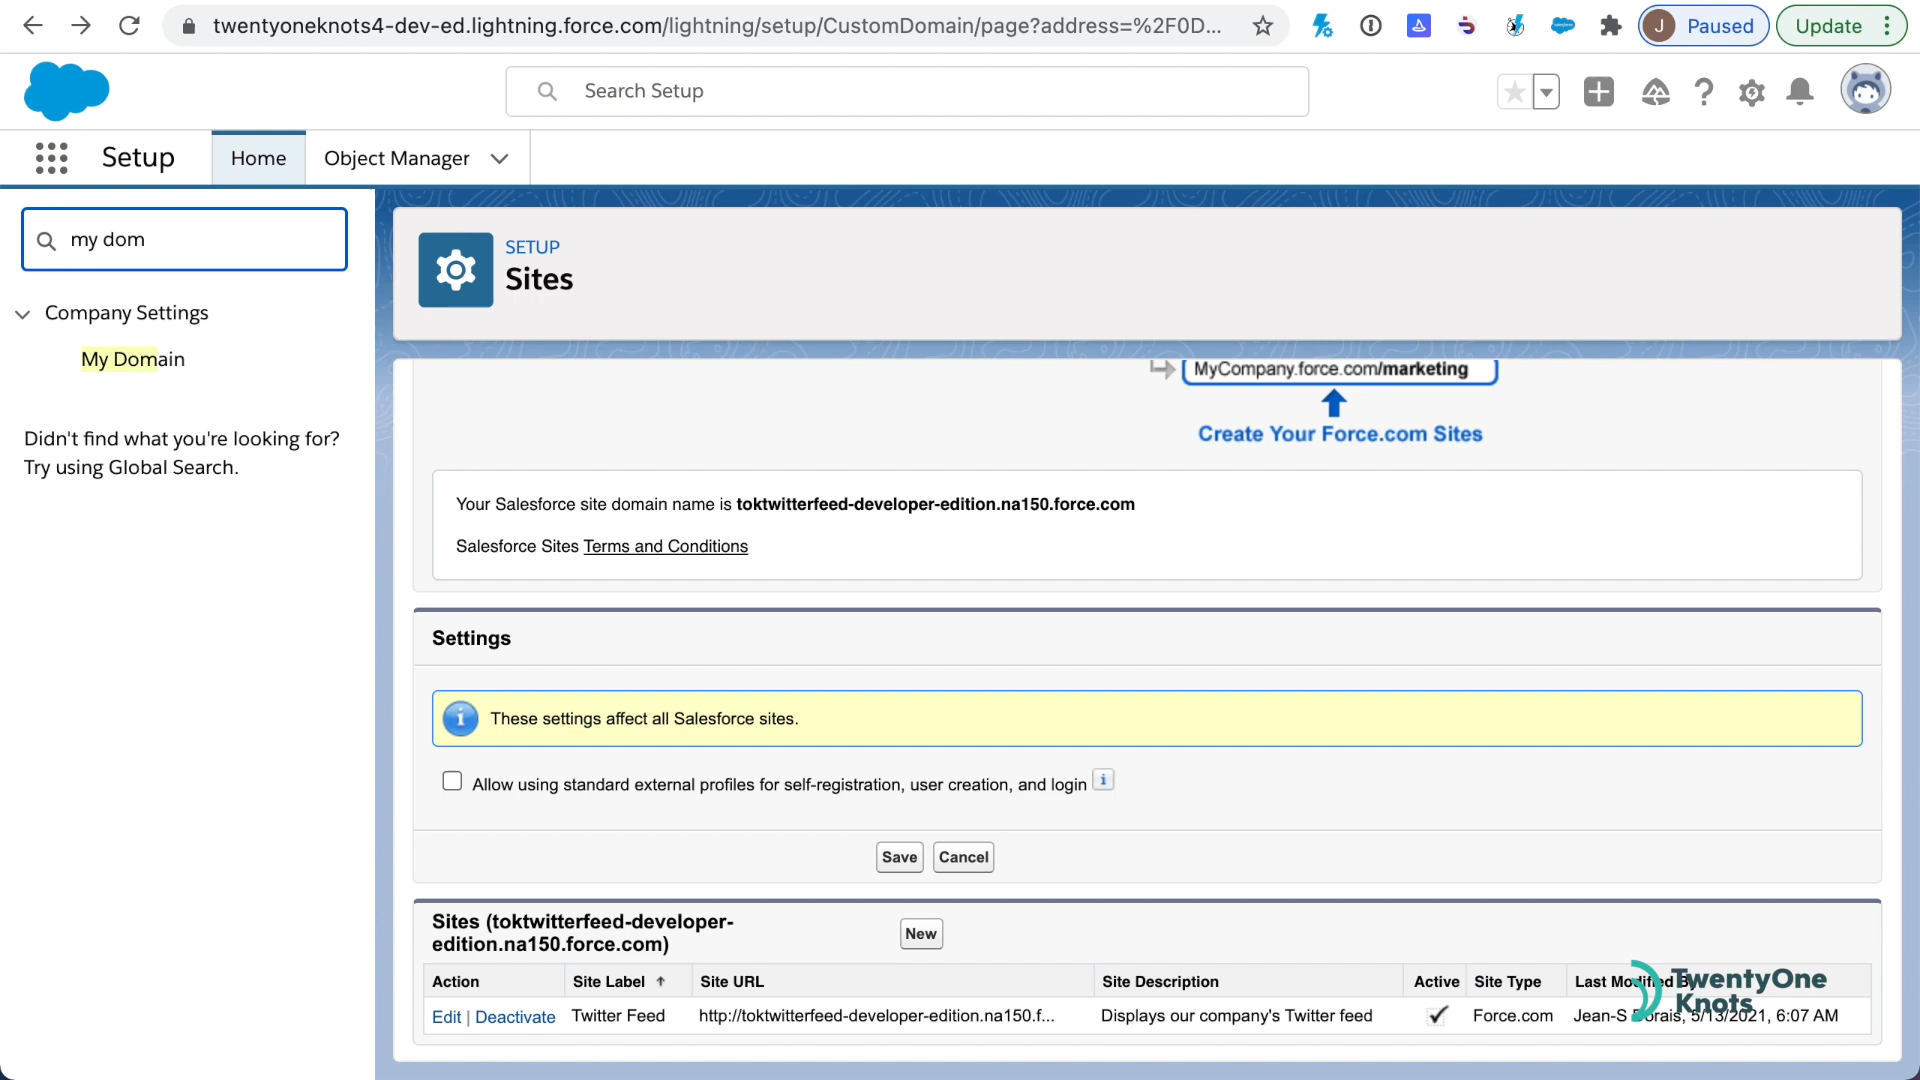 twentyoneknots4-dev-ed.lightning.force.com/lightning/setup/CustomDomain/page?address=%2F0D...
J Paused
Update
Search Setup
Setup
Home
Object Manager
my dom
Company Settings
My Domain
Didn't find what you're looking for?
Try using Global Search.
SETUP
Sites
MyCompany.force.com/marketing
Create Your Force.com Sites
Your Salesforce site domain name is toktwitterfeed-developer-edition.na150.force.com
Salesforce Sites Terms and Conditions
Settings
These settings affect all Salesforce sites.
Allow using standard external profiles for self-registration, user creation, and login
Save Cancel
Sites (toktwitterfeed-developer-
edition.na150.force.com)
New
Action Site Label Site URL Site Description Active Site Type Last Modified By
Edit | Deactivate Twitter Feed http://toktwitterfeed-developer-edition.na150.f... Displays our company's Twitter feed Force.com Jean-S Dorais, 5/13/2021, 6:07 AM
TwentyOne
Knots